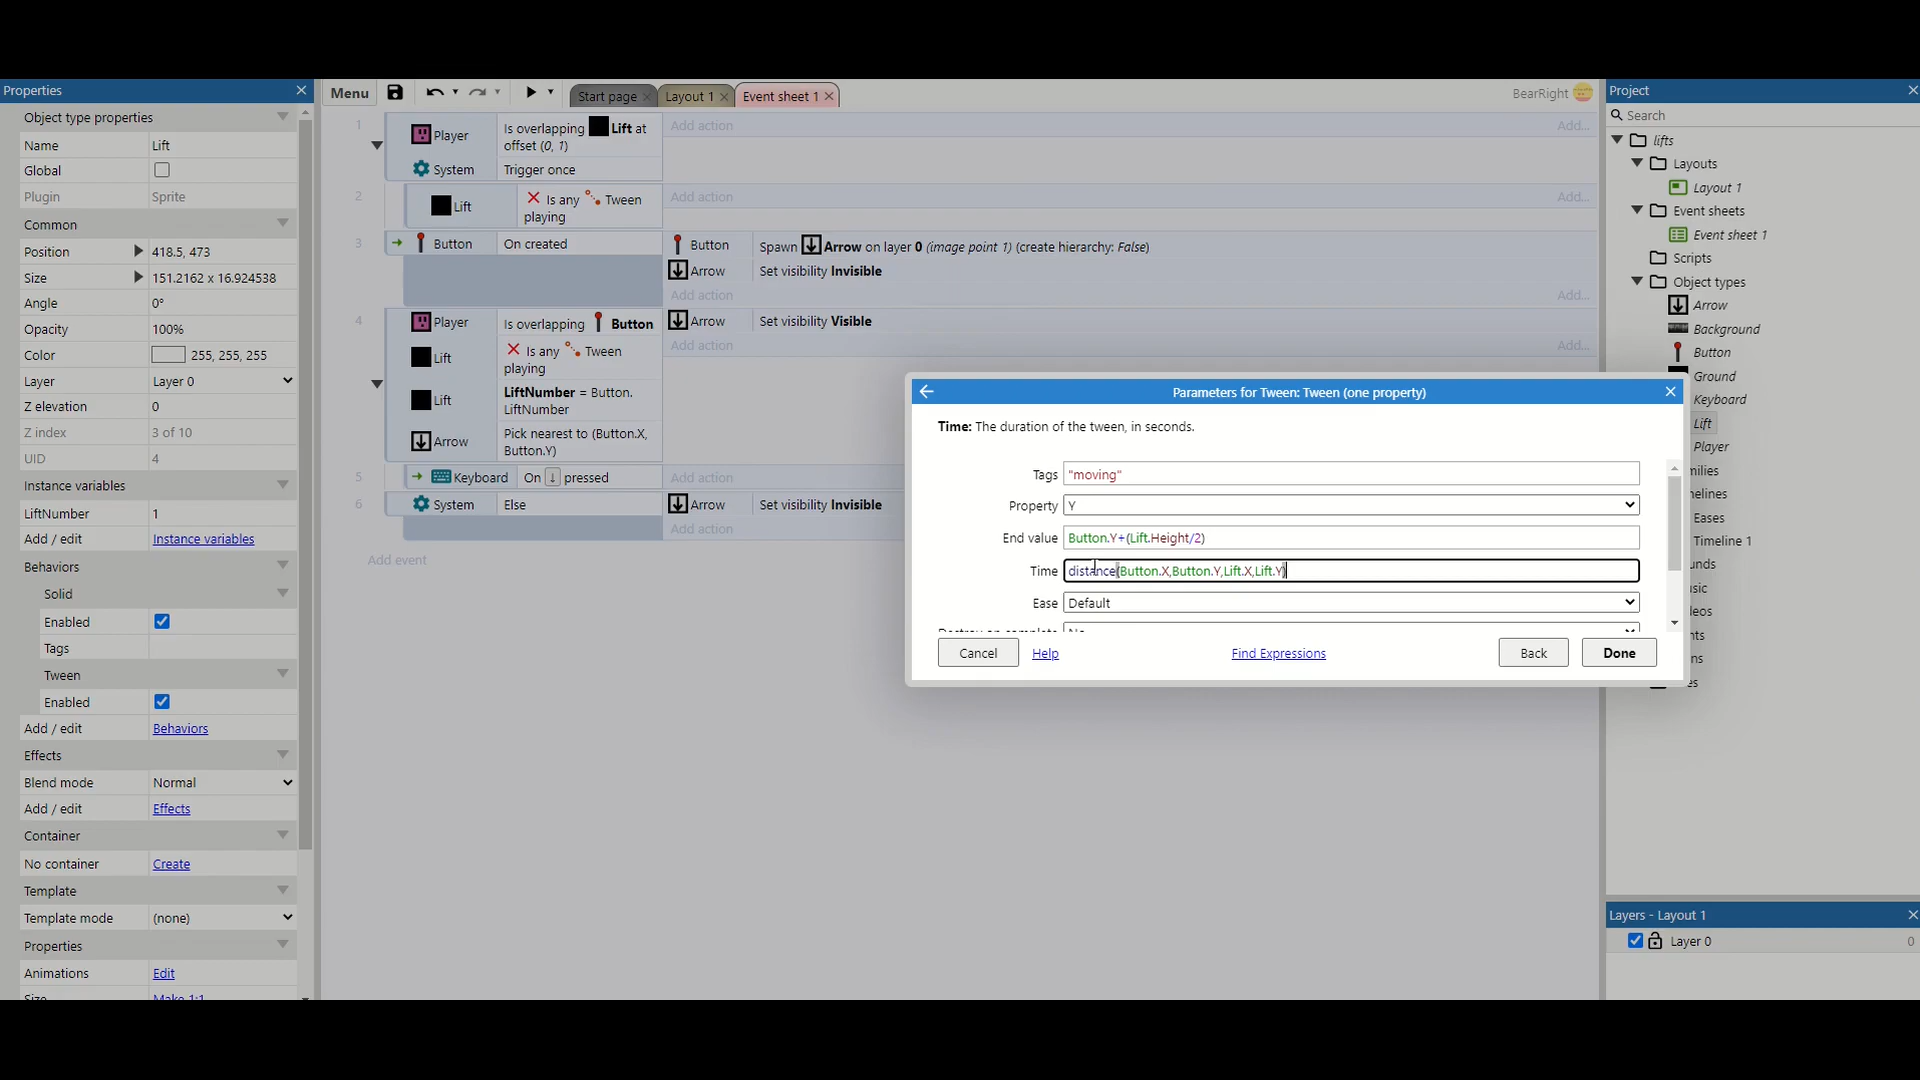 Properties
Object type properties
Name Lift
Global
Plugin Sprite
Common
Position 418.5, 473
Size 151.2162 x 16.924538
Angle 0°
Opacity 100%
Color 255, 255, 255
Layer Layer 0
Z elevation 0
Z index 3 of 10
UID 4
Instance variables
LiftNumber 1
Add / edit Instance variables
Behaviors
Solid
Enabled
Tags
Tween
Enabled
Add / edit Behaviors
Effects
Blend mode Normal
Add / edit Effects
Container
No container Create
Template
Template mode (none)
Properties
Animations Edit
Size Make 1:1
Menu
Start page
Layout 1
Event sheet 1
BearRight
1
Player Is overlapping Lift at
offset (0, 1)
Add action Add...
System Trigger once
2
Lift Is any Tween
playing
Add action Add...
3
Button On created
Button Spawn Arrow on layer 0 (image point 1) (create hierarchy: False)
Arrow Set visibility Invisible
Add action Add...
4
Player Is overlapping Button
Arrow Set visibility Visible
Add action Add...
Lift Is any Tween
playing
Lift LiftNumber = Button.
LiftNumber
Arrow Pick nearest to (Button.X,
Button.Y)
5
Keyboard On ↓ pressed
Add action
6
System Else
Arrow Set visibility Invisible
Add action
Add event
Parameters for Tween: Tween (one property)
Time: The duration of the tween, in seconds.
Tags "moving"
Property Y
End value Button.Y+(Lift.Height/2)
Time distance(Button.X,Button.Y,Lift.X,Lift.Y)
Ease Default
Destroy on complete No
Cancel
Help
Find Expressions
Back
Done
Project
Search
lifts
Layouts
Layout 1
Event sheets
Event sheet 1
Scripts
Object types
Arrow
Background
Button
Ground
Keyboard
Lift
Player
milies
nelines
Eases
Timeline 1
Layers - Layout 1
Layer 0 0